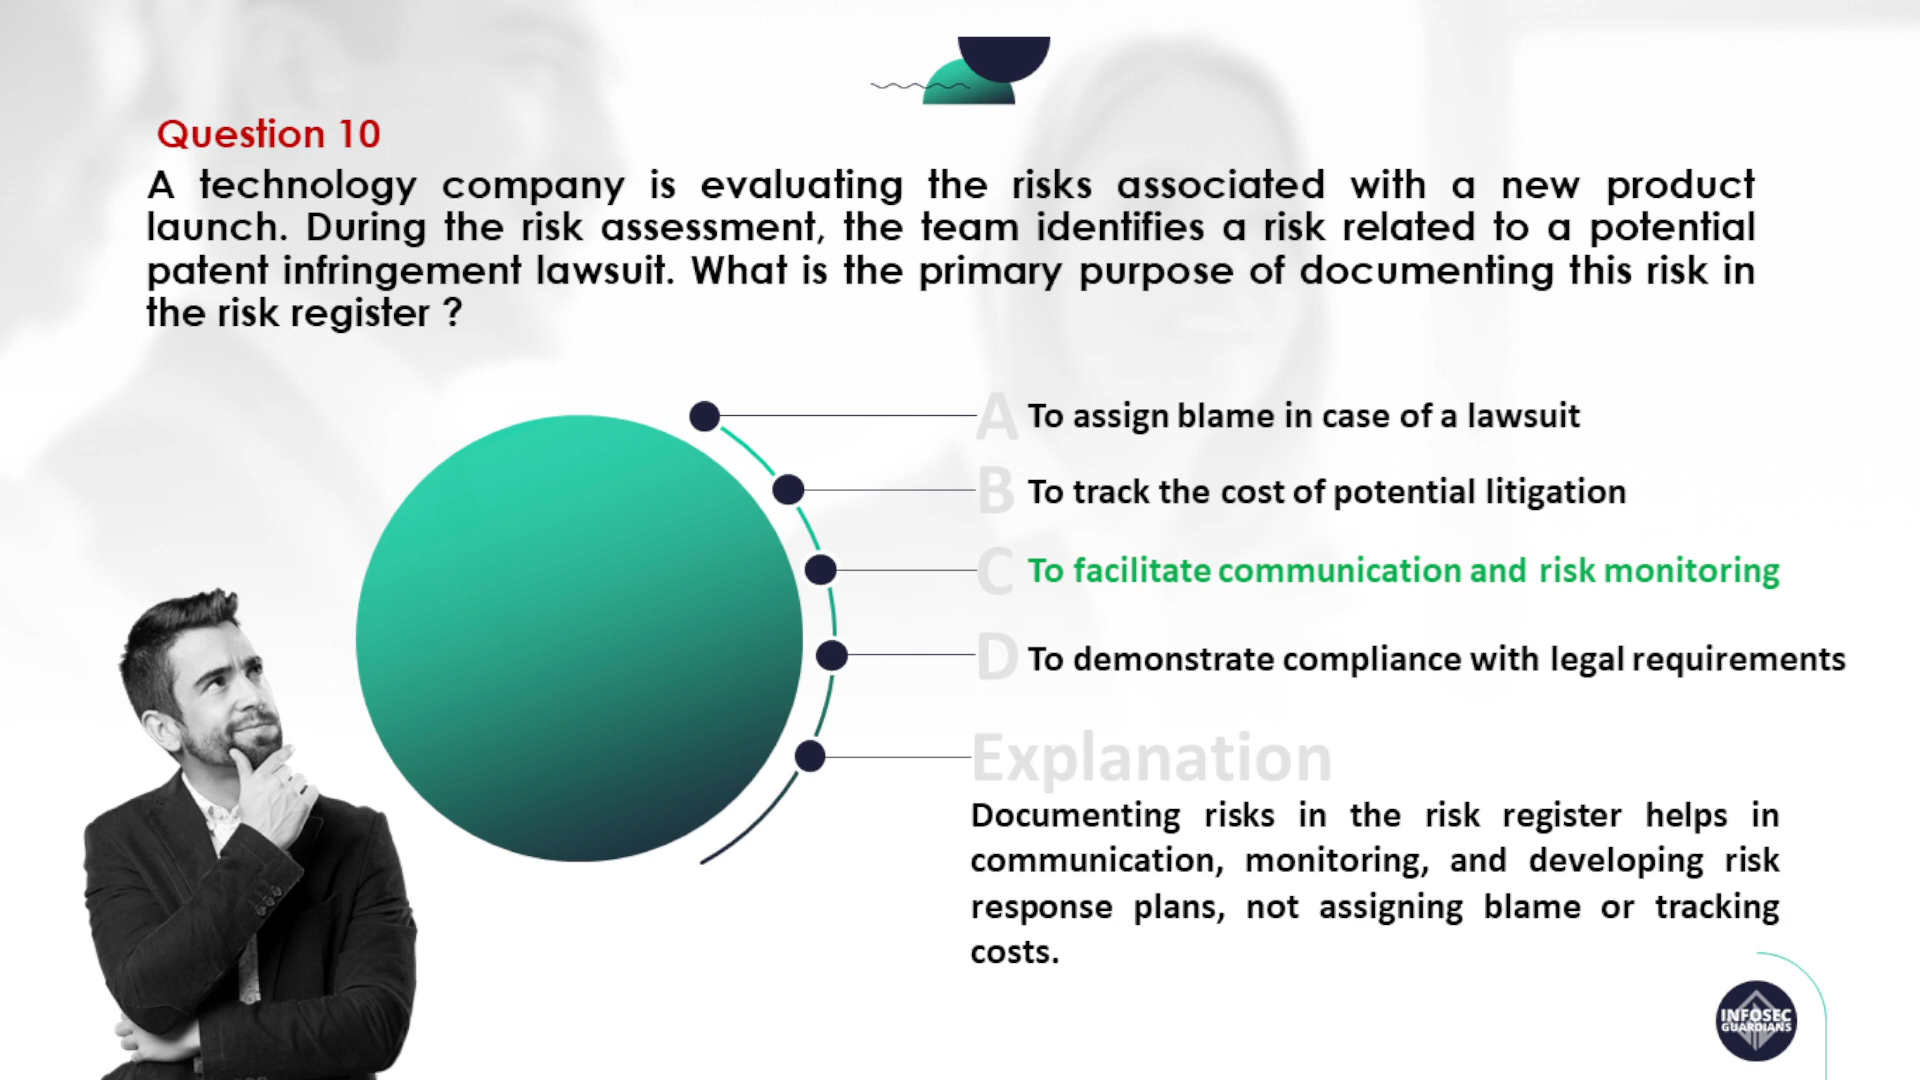 Question 10
A technology company is evaluating the risks associated with a new product
launch. During the risk assessment, the team identifies a risk related to a potential
patent infringement lawsuit. What is the primary purpose of documenting this risk in
the risk register ?
A To assign blame in case of a lawsuit
B To track the cost of potential litigation
C To facilitate communication and risk monitoring
D To demonstrate compliance with legal requirements
Explanation
Documenting risks in the risk register helps in
communication, monitoring, and developing risk
response plans, not assigning blame or tracking
costs.
INFOSEC
GUARDIANS